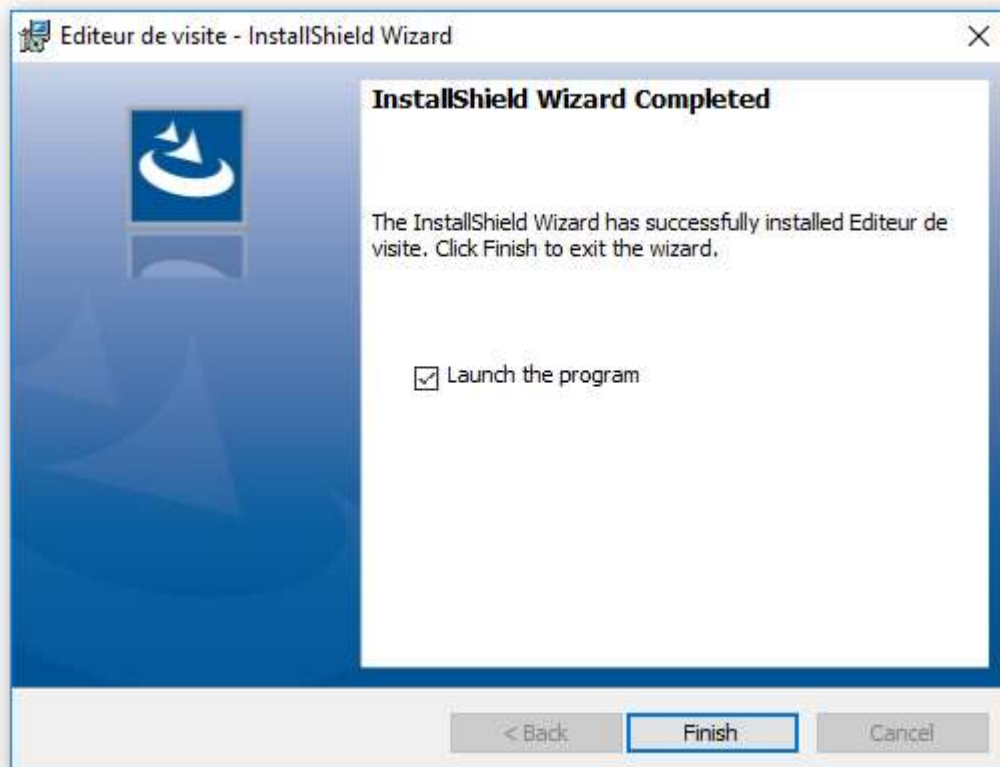 Editeur de visite - InstallShield Wizard
InstallShield Wizard Completed
The InstallShield Wizard has successfully installed Editeur de
visite. Click Finish to exit the wizard.
Launch the program
< Back
Finish
Cancel